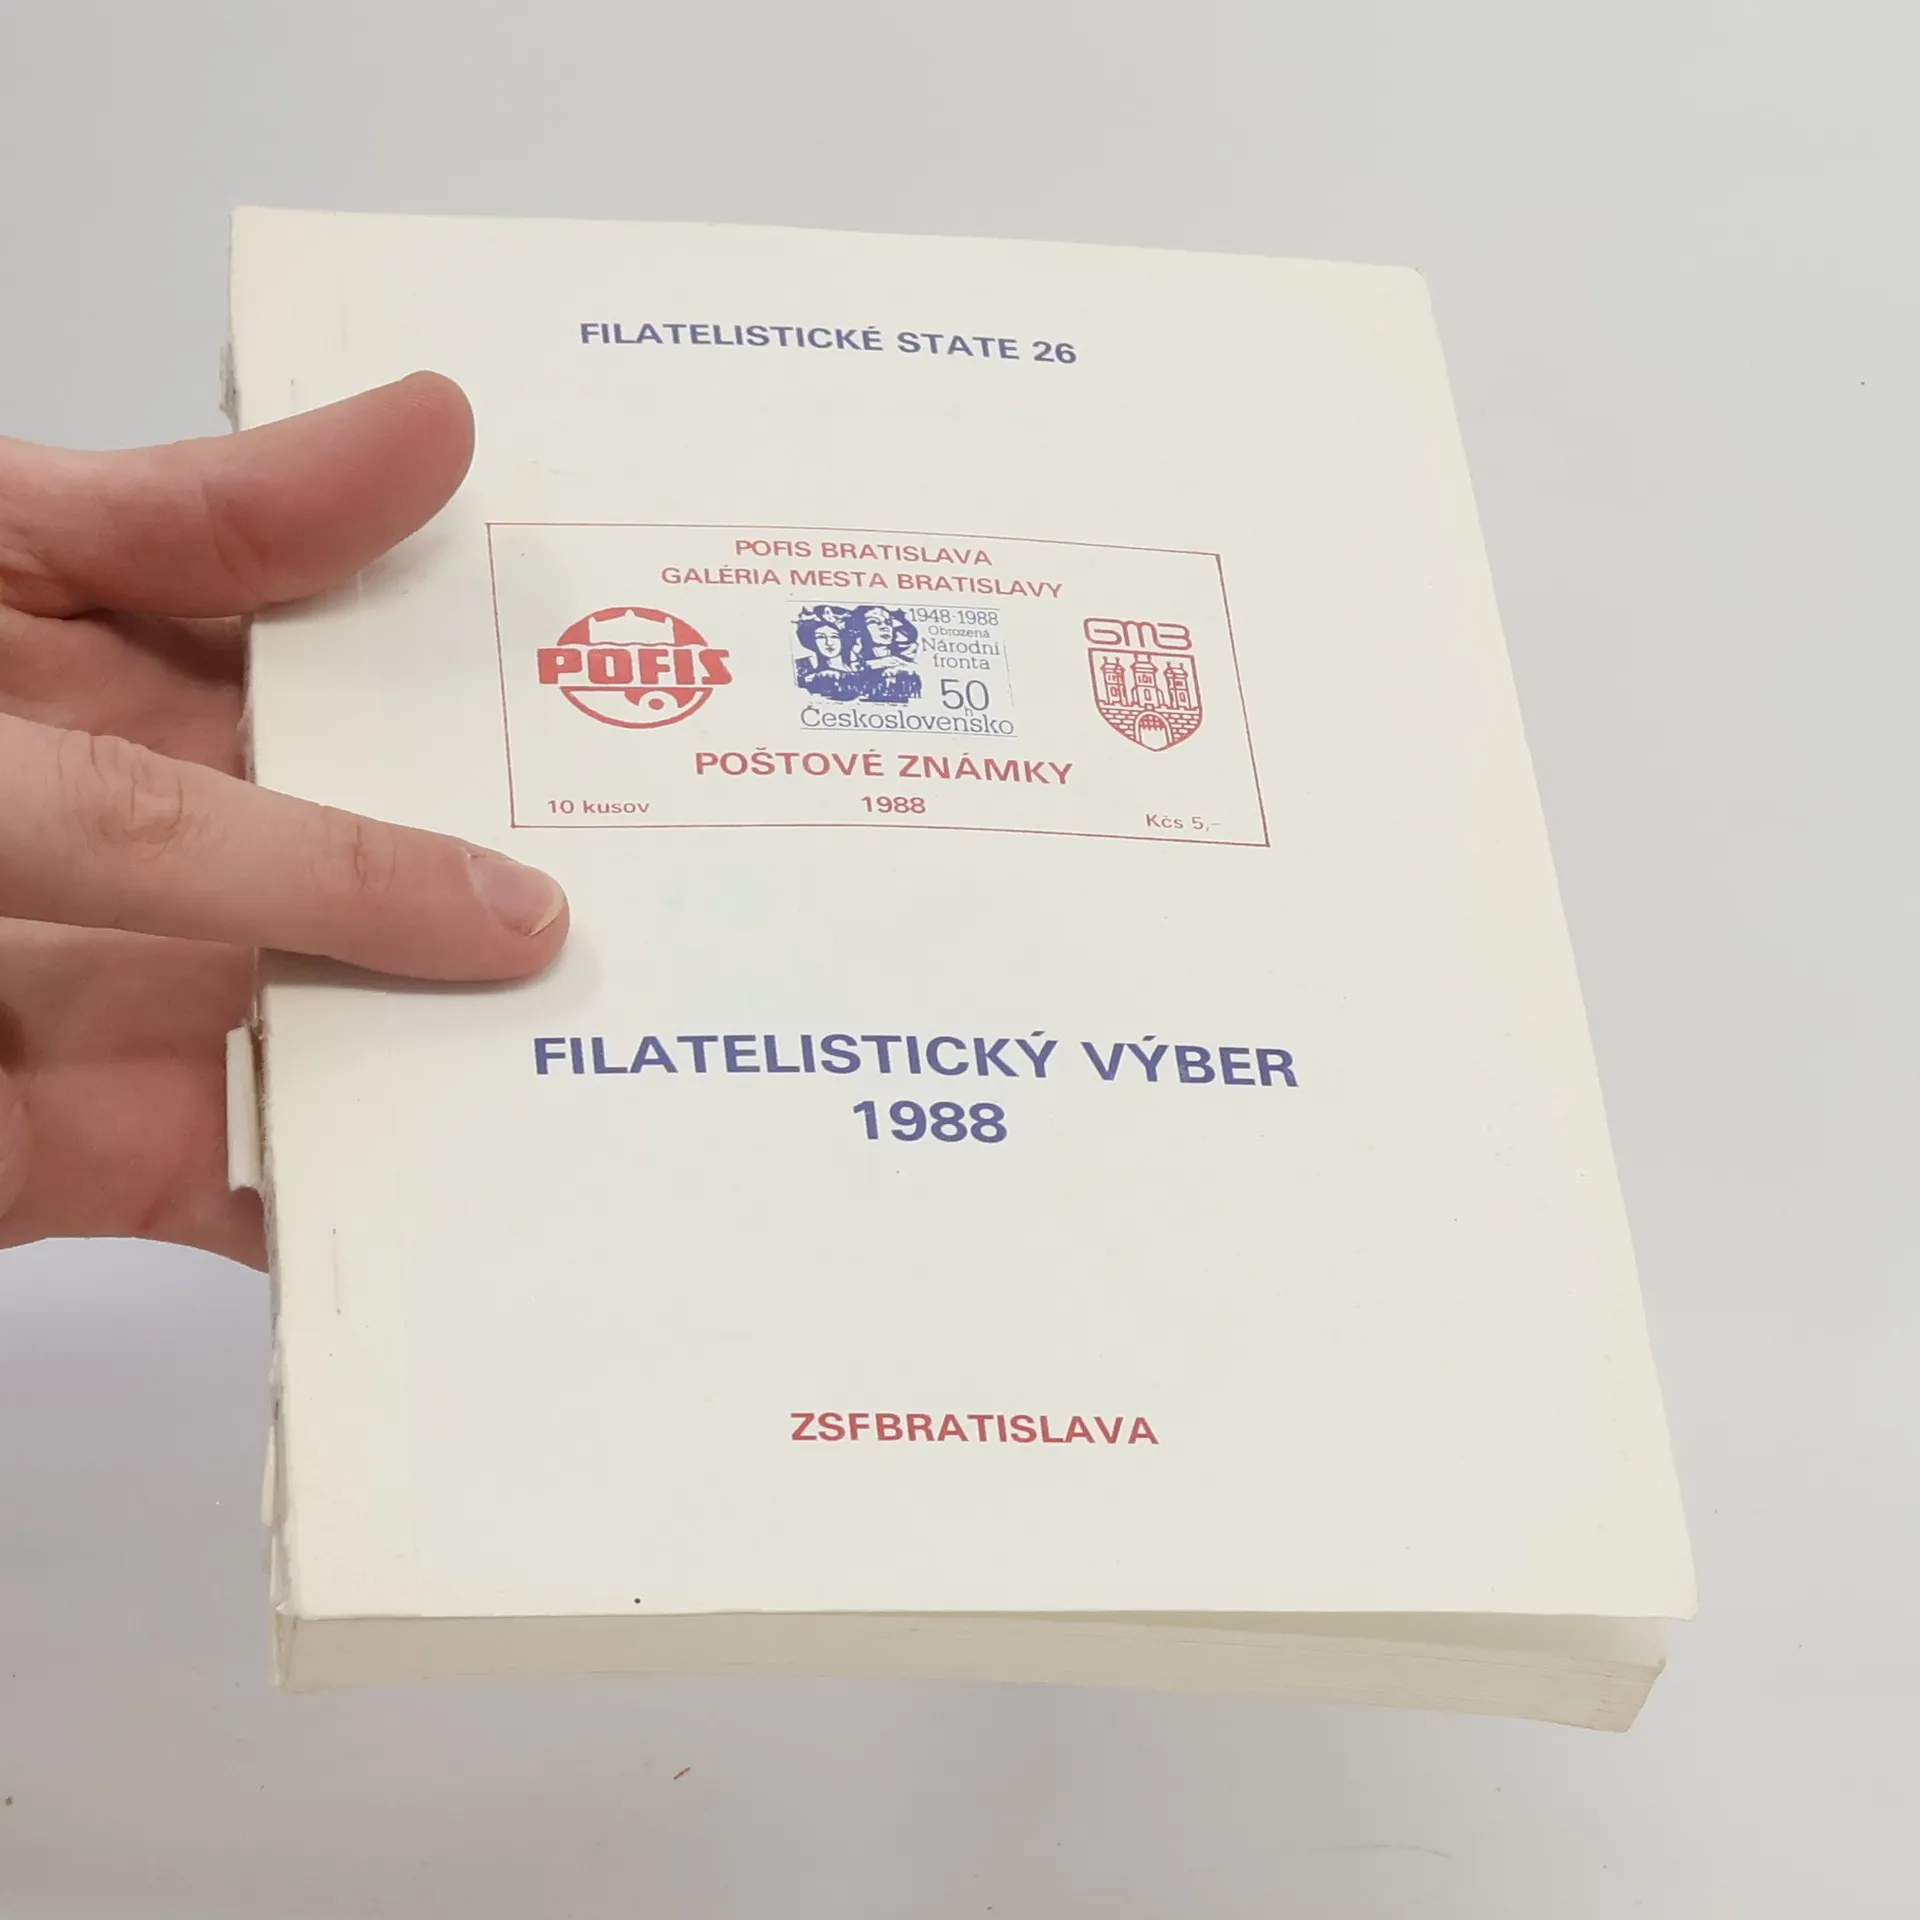 FILATELISTICKÉ STATE 26
POFIS BRATISLAVA
GALÉRIA MESTA BRATISLAVY
POFIS
1948-1988
Obrozená
Národní
fronta
50
h
Československo
GMB
POŠTOVÉ ZNÁMKY
10 kusov
1988
Kčs 5,-
FILATELISTICKÝ VÝBER
1988
ZSFBRATISLAVA